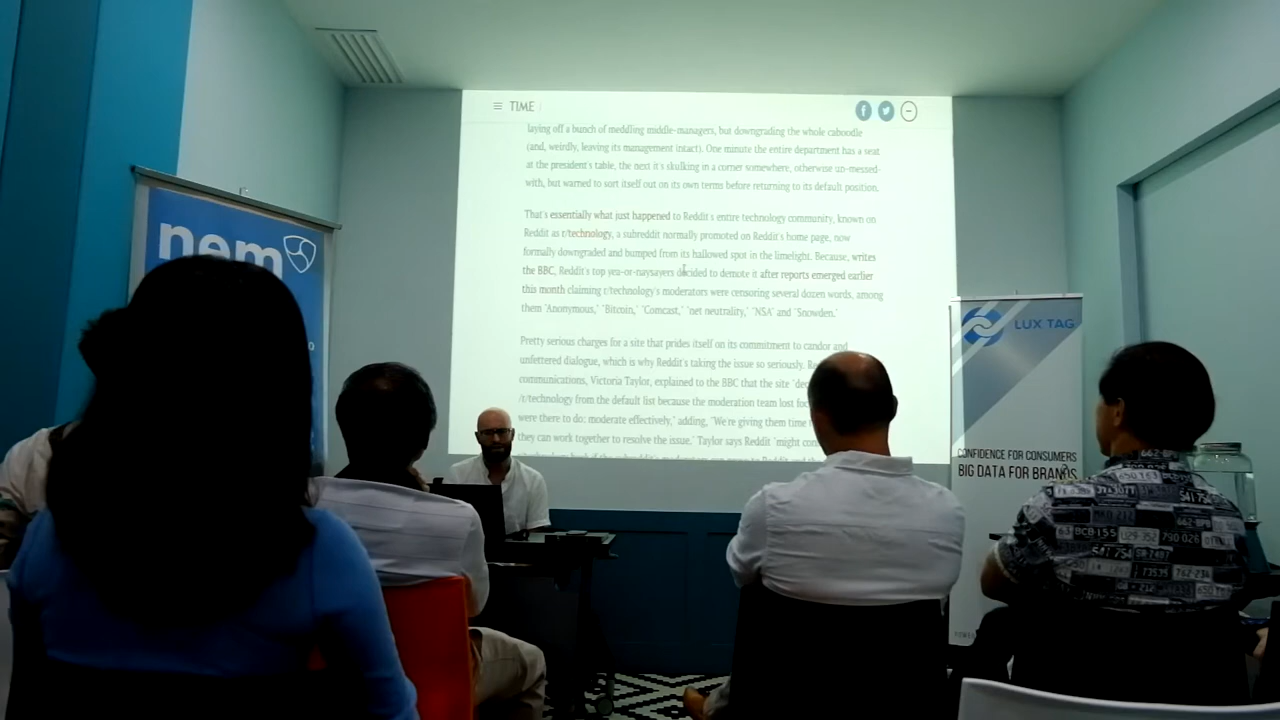 TIME
laying off a bunch of meddling middle-managers, but downgrading the whole caboodle
(and, weirdly, leaving its management intact). One minute the entire department has a seat
at the president's table, the next it's skulking in a corner somewhere, otherwise un-messed-
with, but warned to sort itself out on its own terms before returning to its default position.
That's essentially what just happened to Reddit's entire technology community, known on
Reddit as r/technology, a subreddit normally promoted on Reddit's home page, now
formally downgraded and bumped from its hallowed spot in the limelight. Because, writes
the BBC, Reddit's top yea-or-naysayers decided to demote it after reports emerged earlier
this month claiming r/technology's moderators were censoring several dozen words, among
them "Anonymous," "Bitcoin," "Comcast," "net neutrality," "NSA" and "Snowden."
Pretty serious charges for a site that prides itself on its commitment to candor and
unfettered dialogue, which is why Reddit's taking the issue so seriously.
communications, Victoria Taylor, explained to the BBC that the site
/r/technology from the default list because the moderation team lost
were there to do: moderate effectively," adding, "We're giving them time
they can work together to resolve the issue." Taylor says Reddit "might
nem
LUX TAG
CONFIDENCE FOR CONSUMERS
BIG DATA FOR BRANDS
BCB 155
790 026
73535
762-234